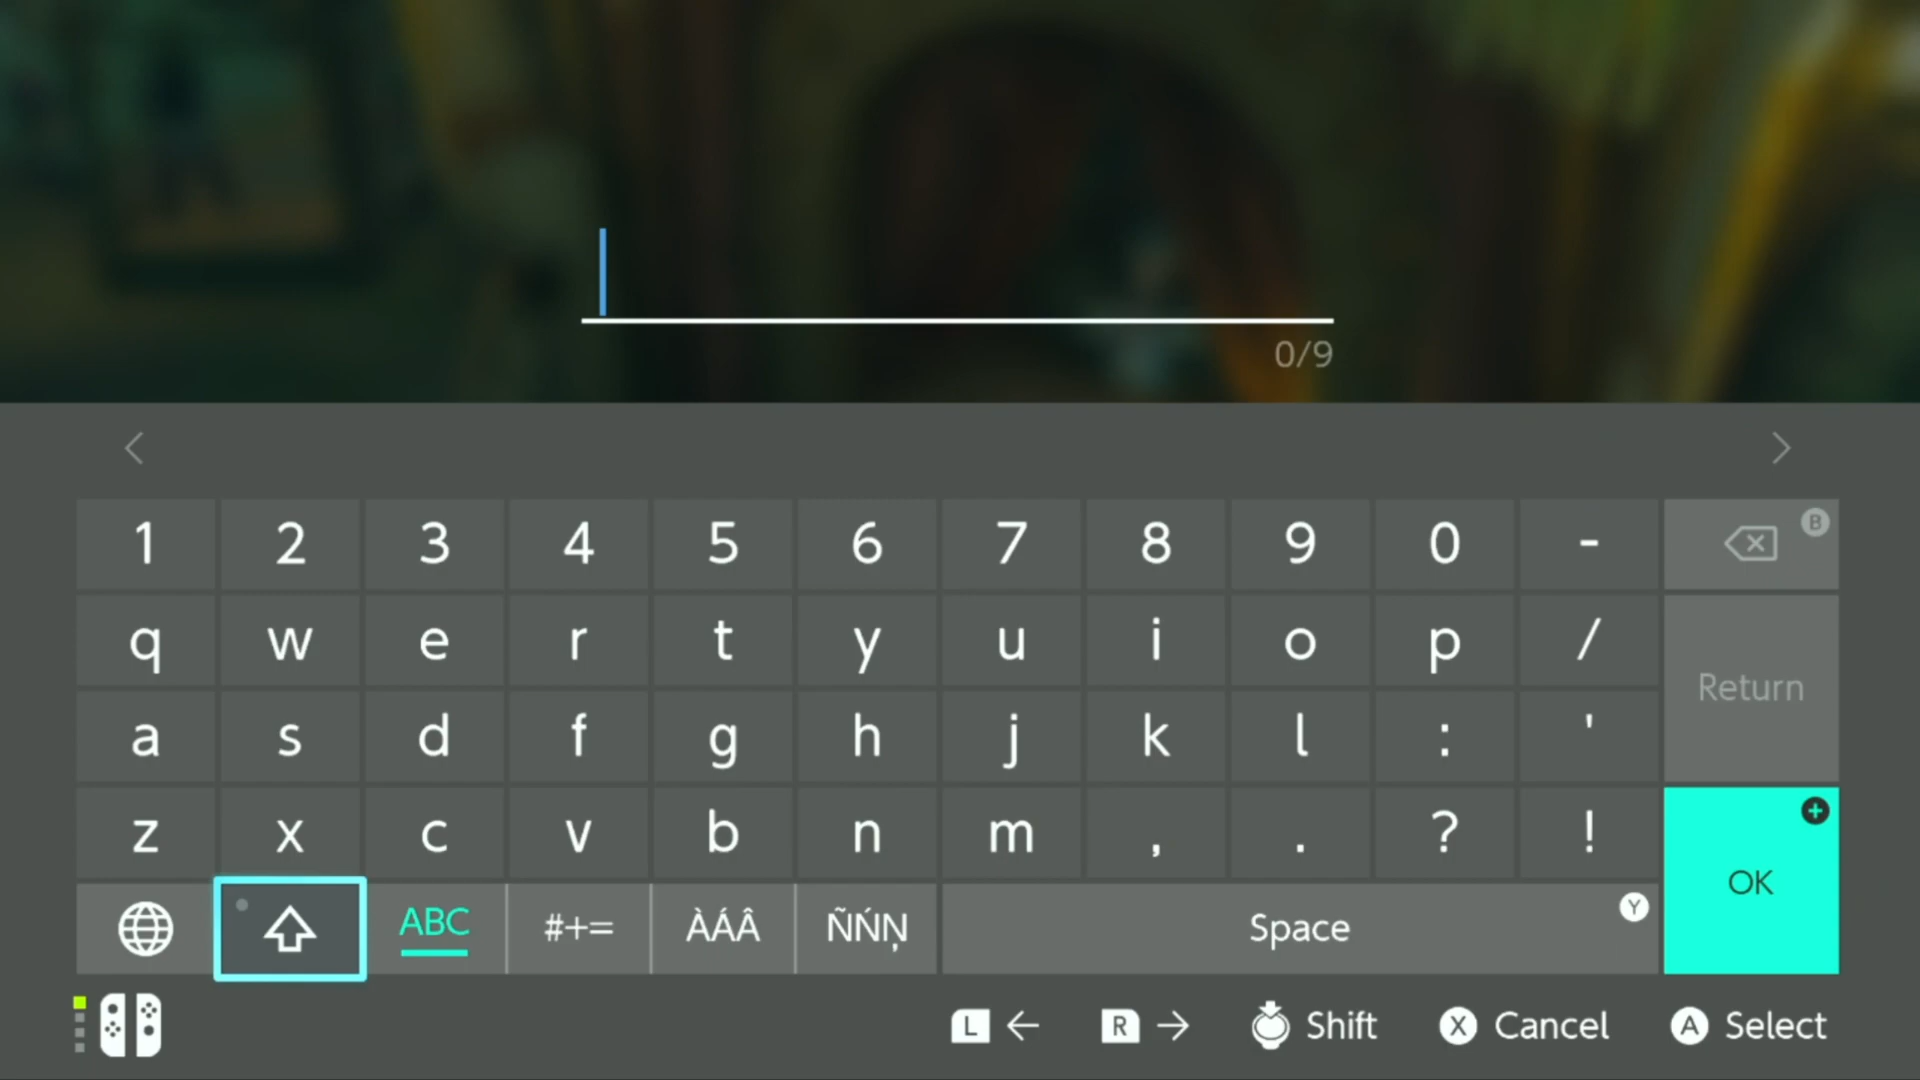 0/9
1 2 3 4 5 6 7 8 9 0 - B
q w e r t y u i o p /
Return
a s d f g h j k l : '
z x c v b n m , . ? !
OK
ABC #+= ÀÁÂ ÑŃŅ Space Y
L ← R → Shift X Cancel A Select